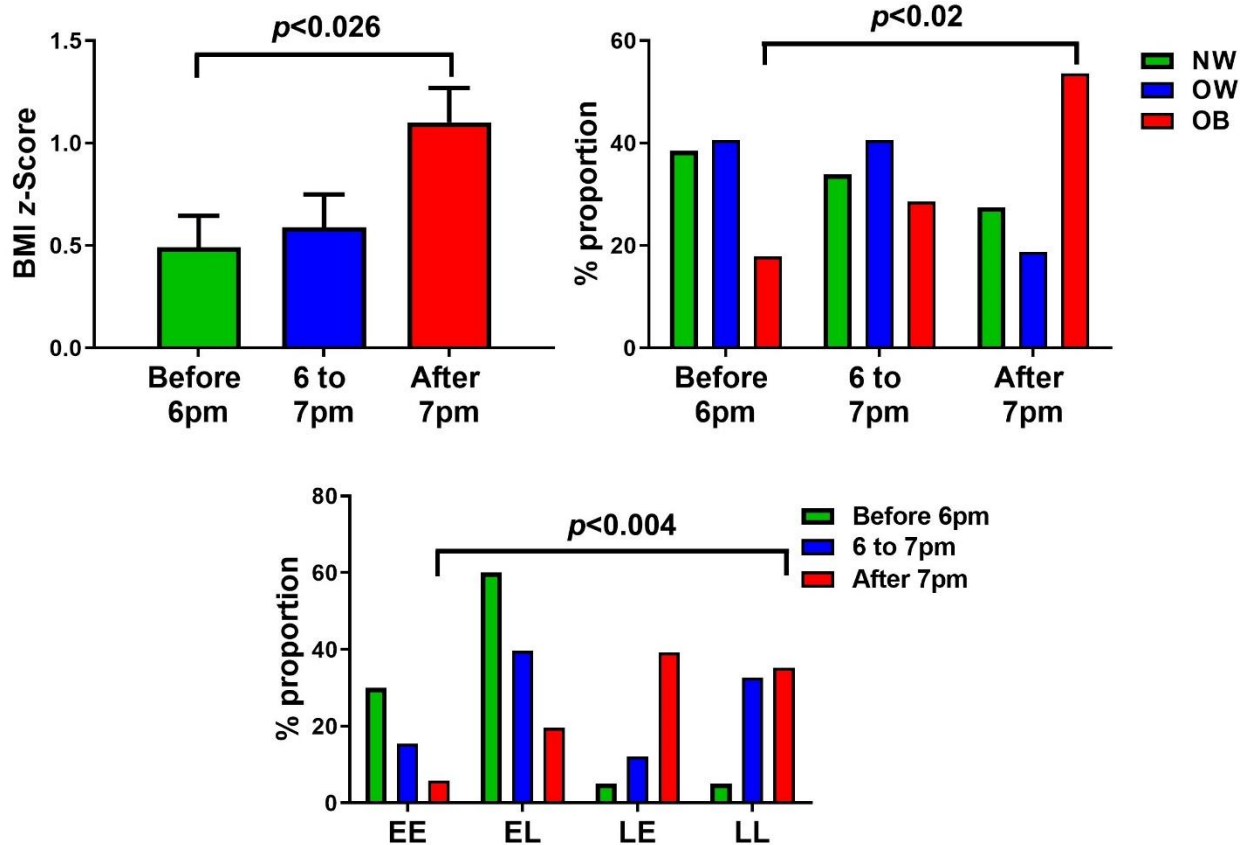 p<0.026
BMI z-Score
1.5
1.0
0.5
0.0
Before 6pm
6 to 7pm
After 7pm
p<0.02
% proportion
60
40
20
0
Before 6pm
6 to 7pm
After 7pm
NW
OW
OB
p<0.004
% proportion
80
60
40
20
0
EE
EL
LE
LL
Before 6pm
6 to 7pm
After 7pm